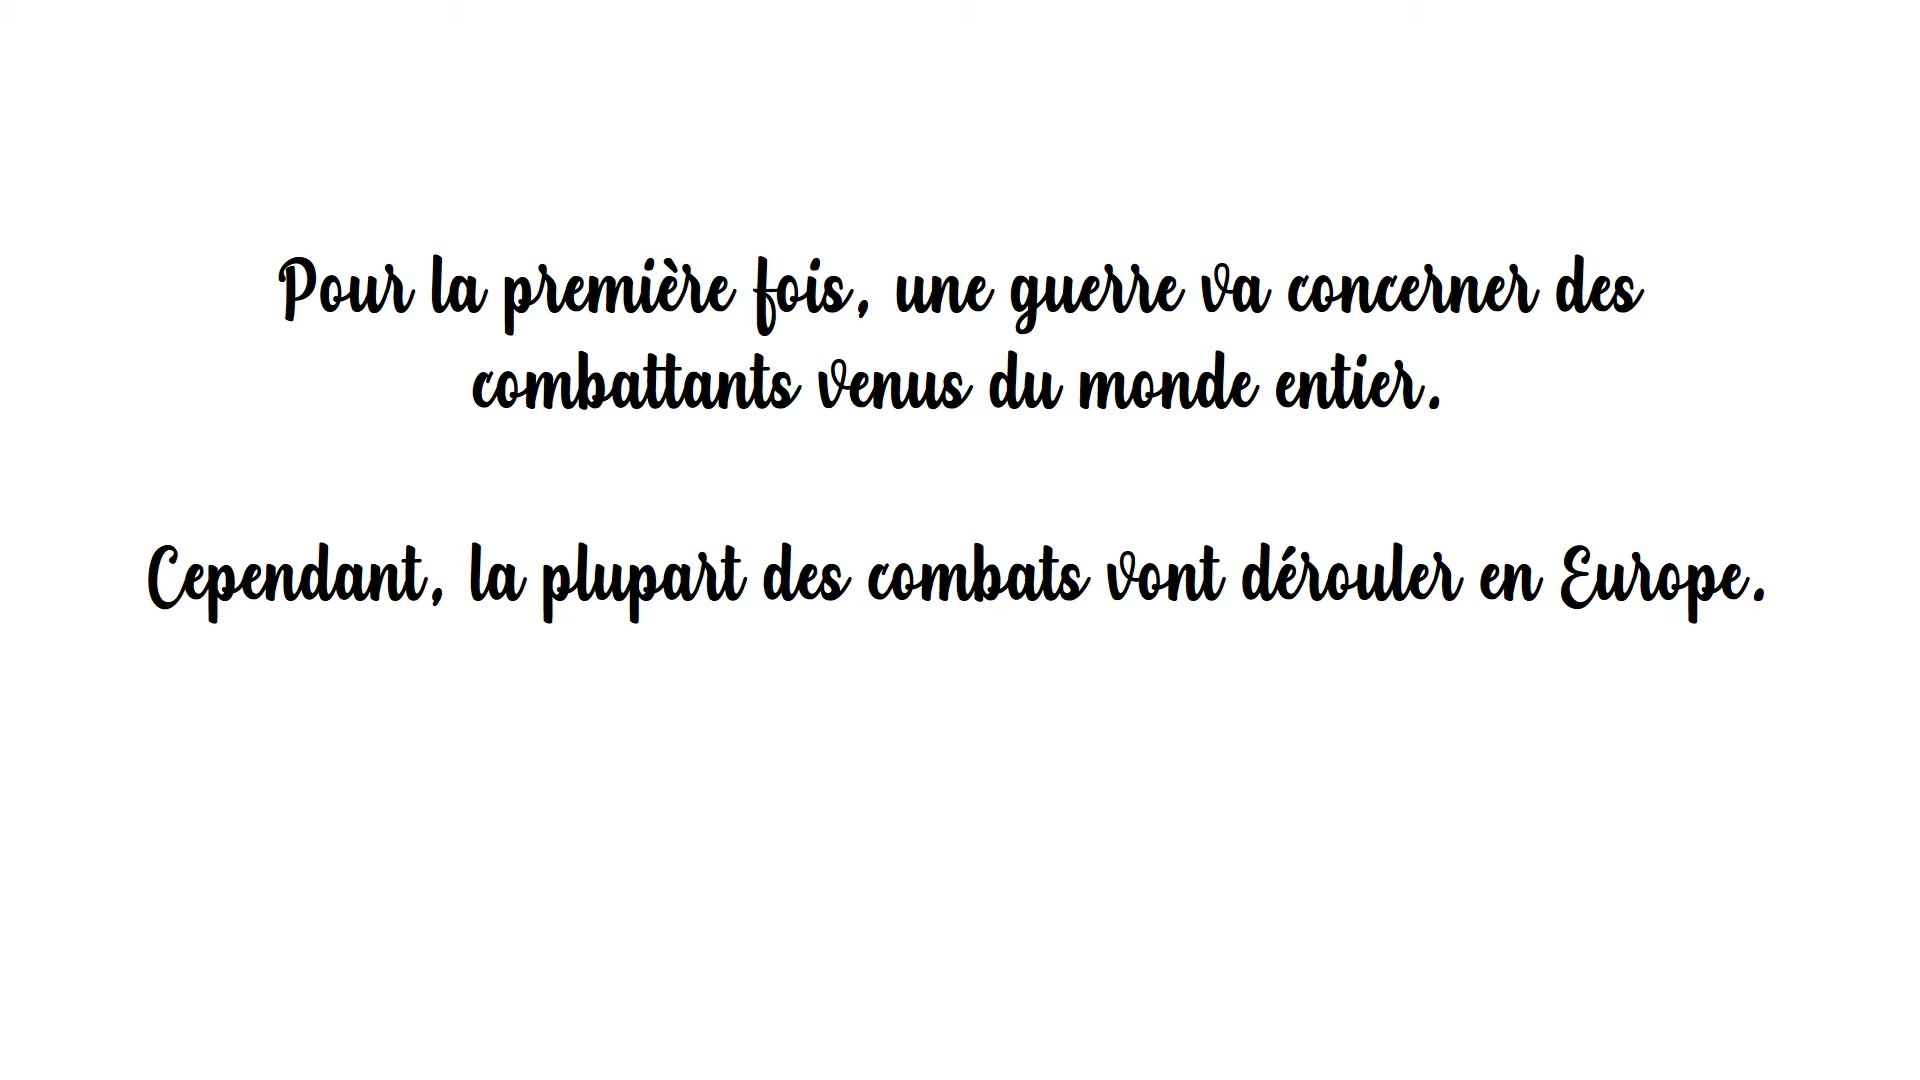 Pour la première fois, une guerre va concerner des
combattants venus du monde entier.
Cependant, la plupart des combats vont dérouler en Europe.